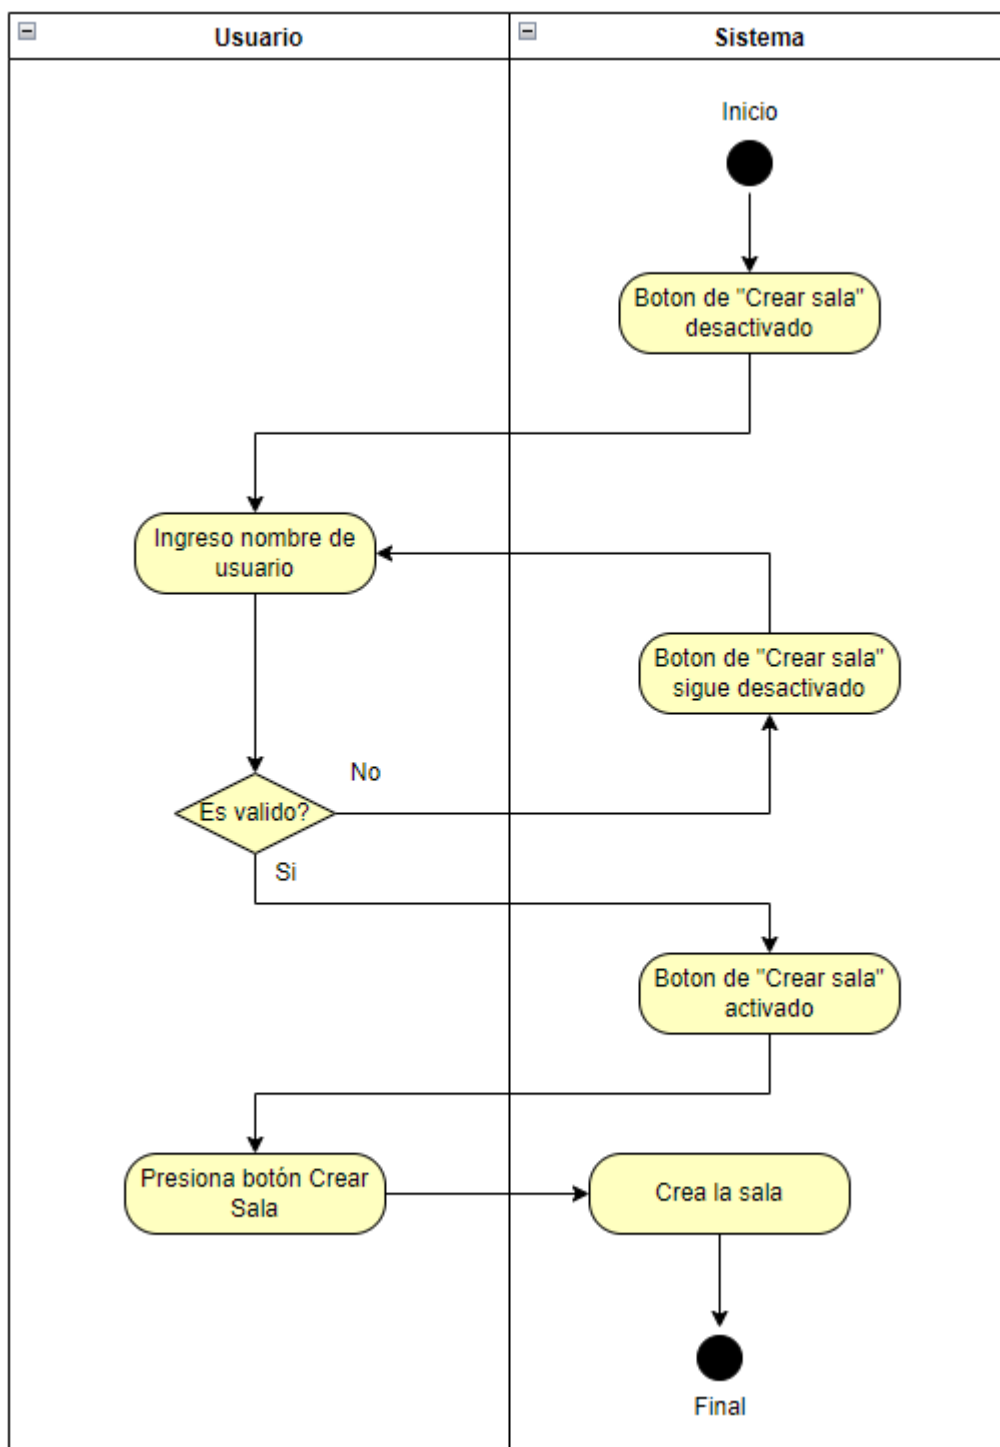 Usuario
Sistema
Inicio
Boton de "Crear sala"
desactivado
Ingreso nombre de
usuario
Boton de "Crear sala"
sigue desactivado
No
Es valido?
Si
Boton de "Crear sala"
activado
Presiona botón Crear
Sala
Crea la sala
Final